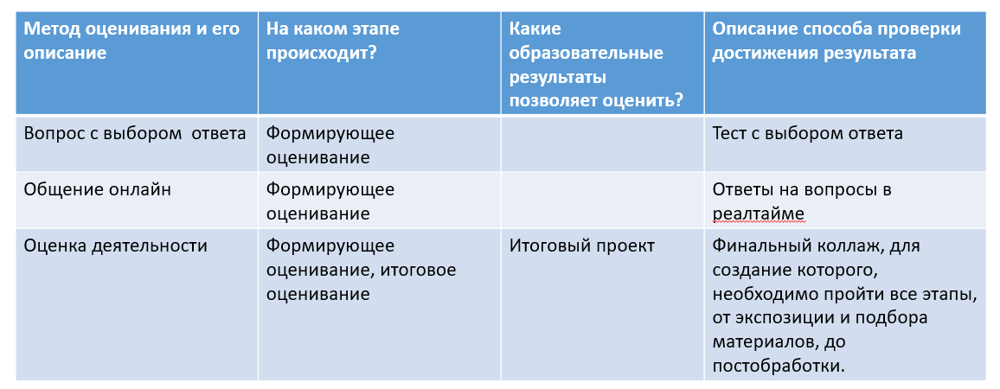 Метод оценивания и его
описание
На каком этапе
происходит?
Какие
образовательные
результаты
позволяет оценить?
Описание способа проверки
достижения результата
Вопрос с выбором  ответа
Формирующее
оценивание
Тест с выбором ответа
Общение онлайн
Формирующее
оценивание
Ответы на вопросы в
реалтайме
Оценка деятельности
Формирующее
оценивание, итоговое
оценивание
Итоговый проект
Финальный коллаж, для
создание которого,
необходимо пройти все этапы,
от экспозиции и подбора
материалов, до
постобработки.